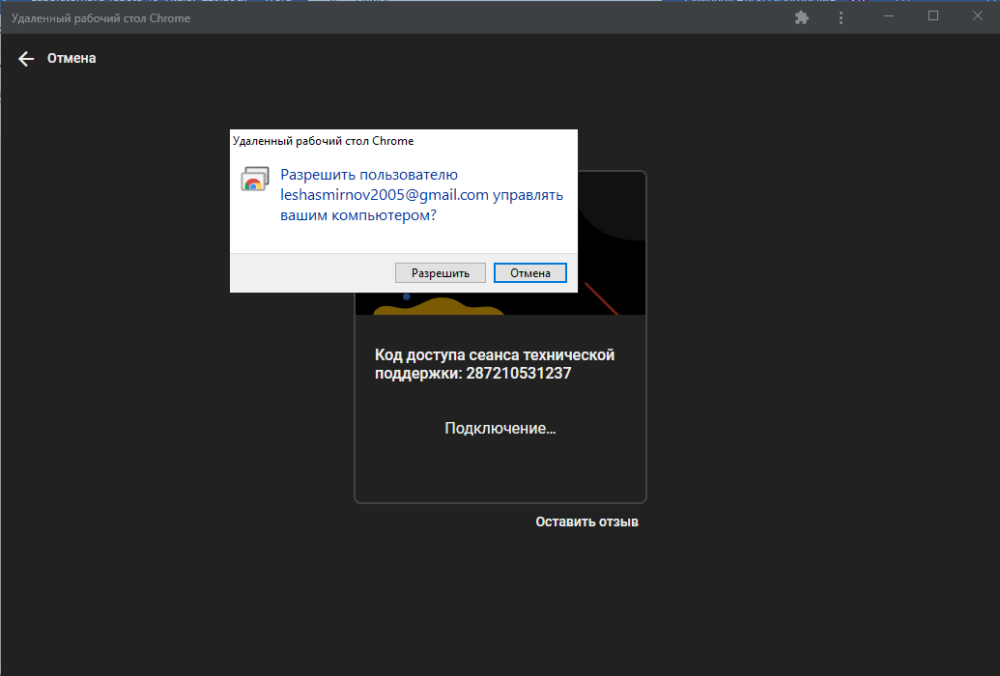 Удаленный рабочий стол Chrome
Отмена
Удаленный рабочий стол Chrome
Разрешить пользователю
leshasmirnov2005@gmail.com управлять
вашим компьютером?
Разрешить
Отмена
Код доступа сеанса технической
поддержки: 287210531237
Подключение...
Оставить отзыв